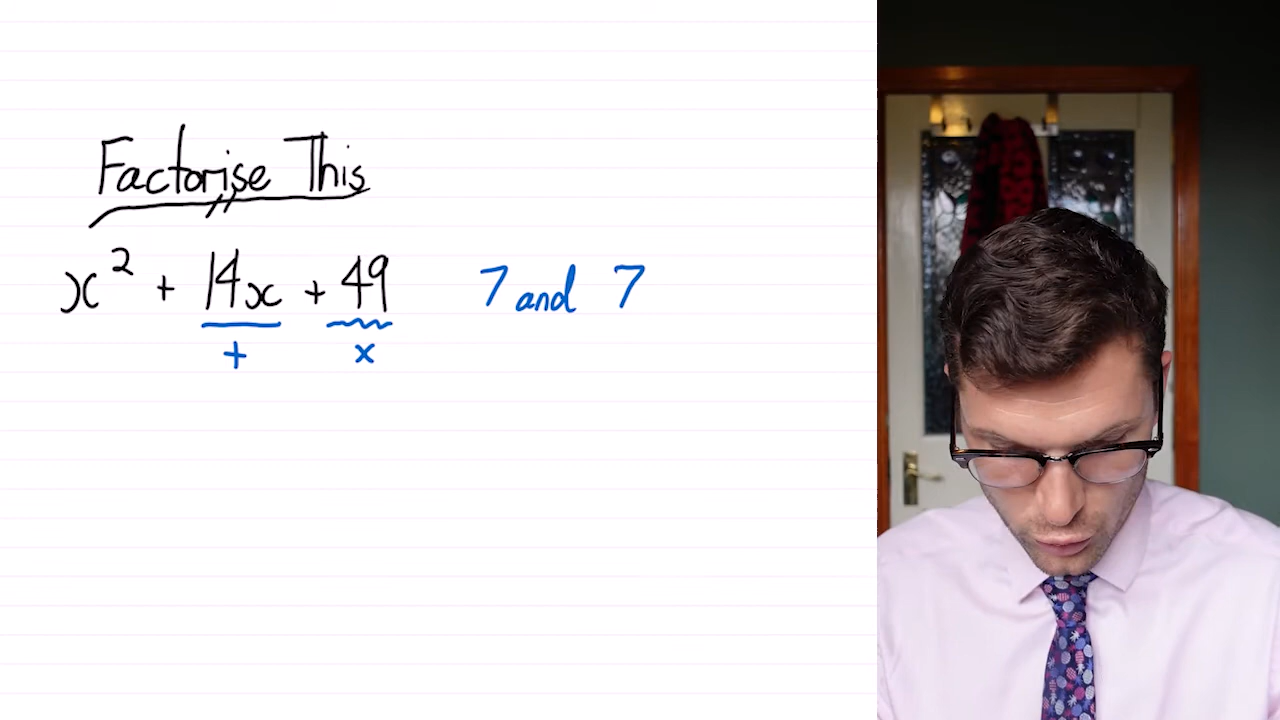 Factorise This
x² + 14x + 49 7 and 7
+ x